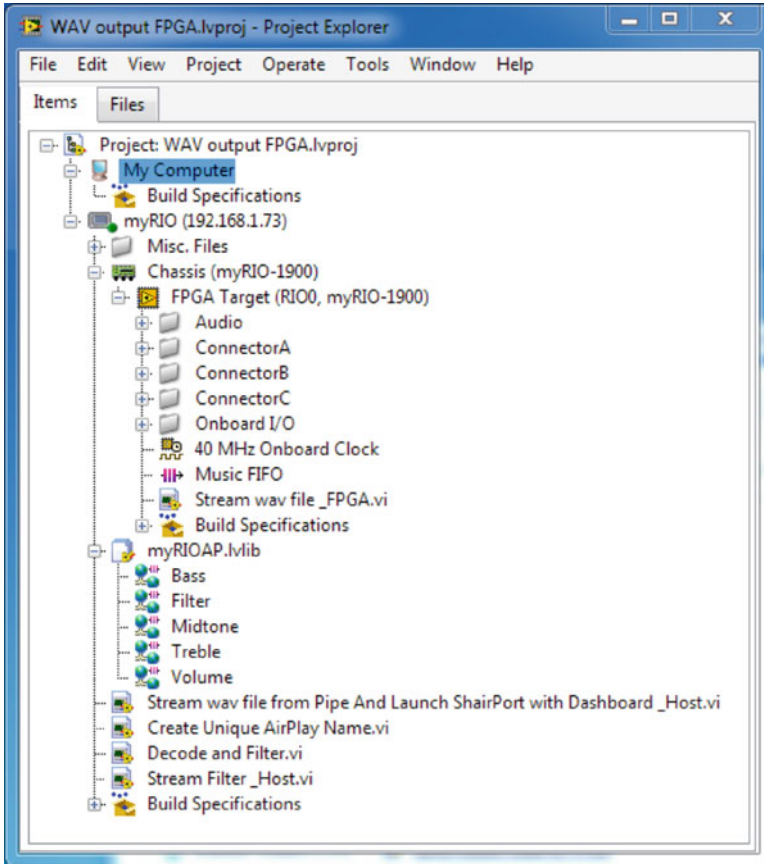 WAV output FPGA.lvproj - Project Explorer
File Edit View Project Operate Tools Window Help
Items Files
Project: WAV output FPGA.lvproj
My Computer
Build Specifications
myRIO (192.168.1.73)
Misc. Files
Chassis (myRIO-1900)
FPGA Target (RIO0, myRIO-1900)
Audio
ConnectorA
ConnectorB
ConnectorC
Onboard I/O
40 MHz Onboard Clock
Music FIFO
Stream wav file _FPGA.vi
Build Specifications
myRIOAP.lvlib
Bass
Filter
Midtone
Treble
Volume
Stream wav file from Pipe And Launch ShairPort with Dashboard _Host.vi
Create Unique AirPlay Name.vi
Decode and Filter.vi
Stream Filter _Host.vi
Build Specifications